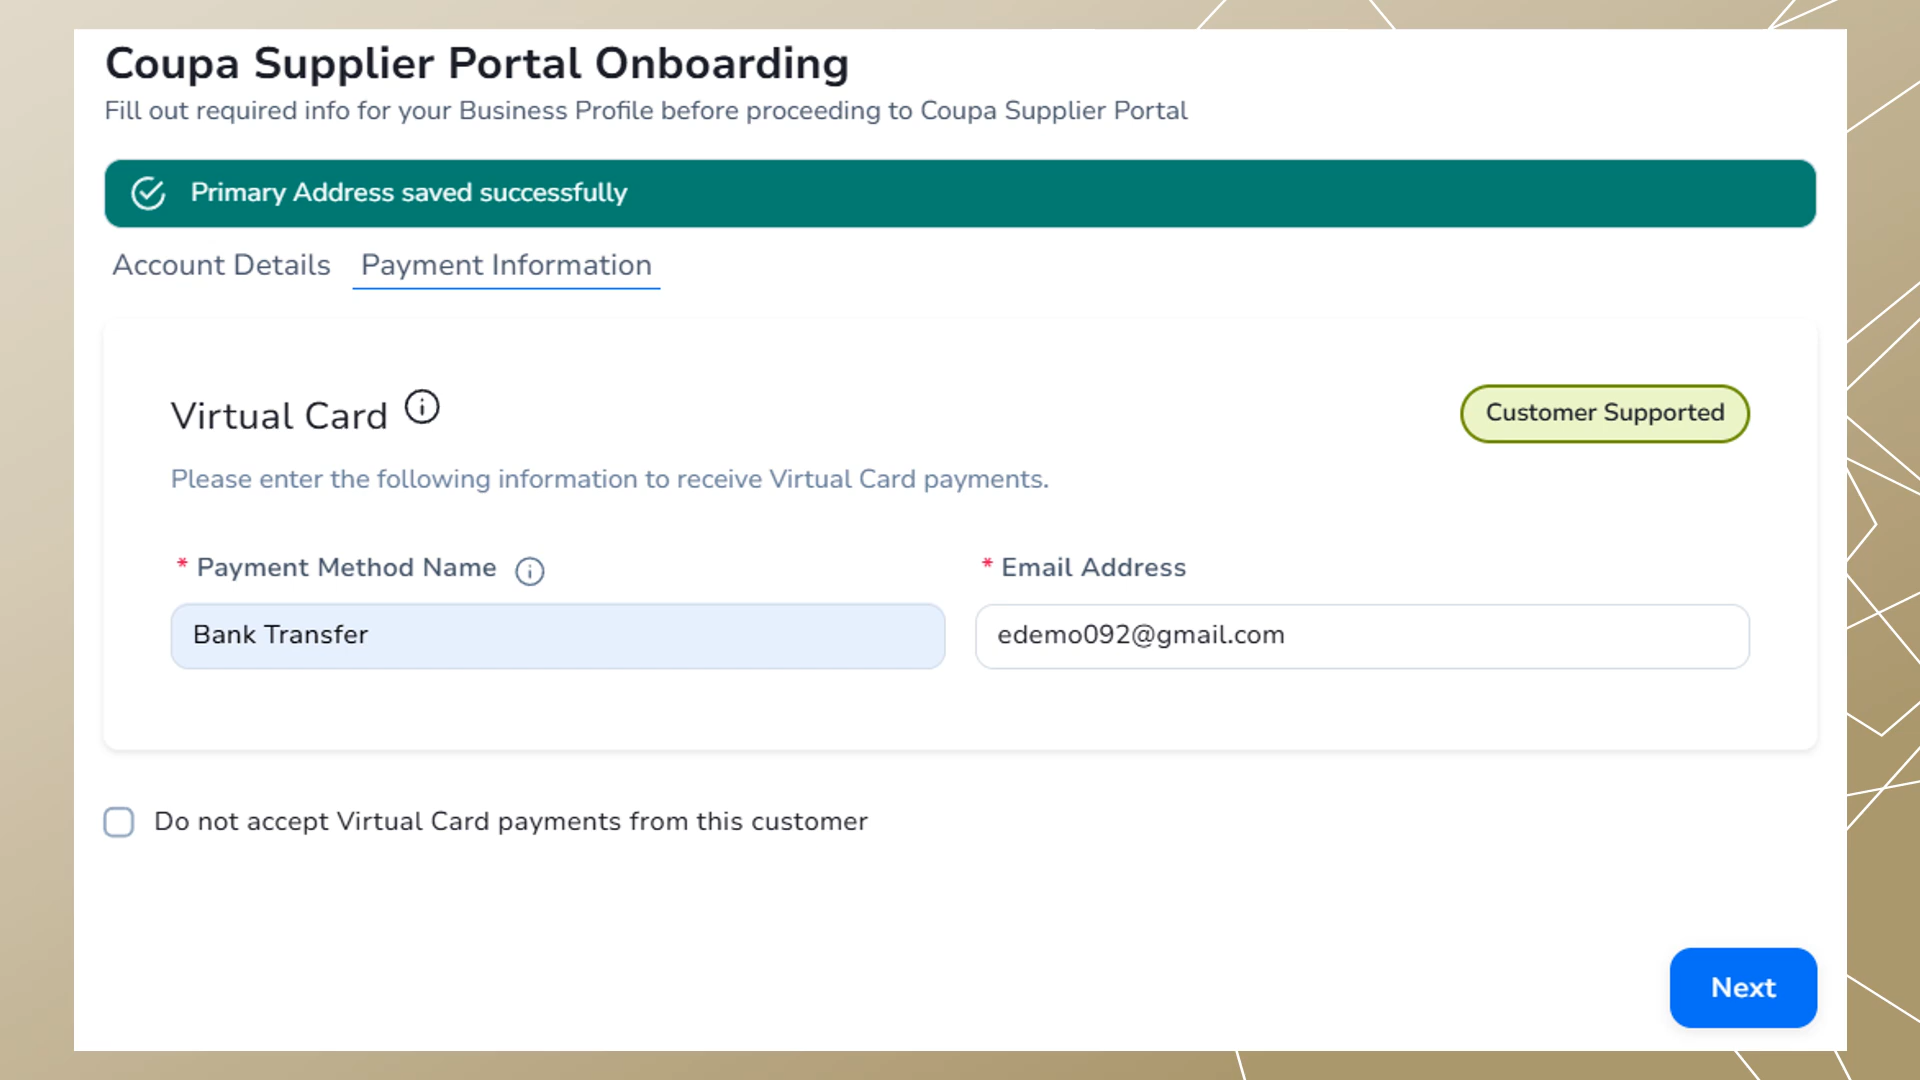 Coupa Supplier Portal Onboarding
Fill out required info for your Business Profile before proceeding to Coupa Supplier Portal
Primary Address saved successfully
Account Details Payment Information
Virtual Card
Customer Supported
Please enter the following information to receive Virtual Card payments.
* Payment Method Name * Email Address
Bank Transfer edemo092@gmail.com
Do not accept Virtual Card payments from this customer
Next